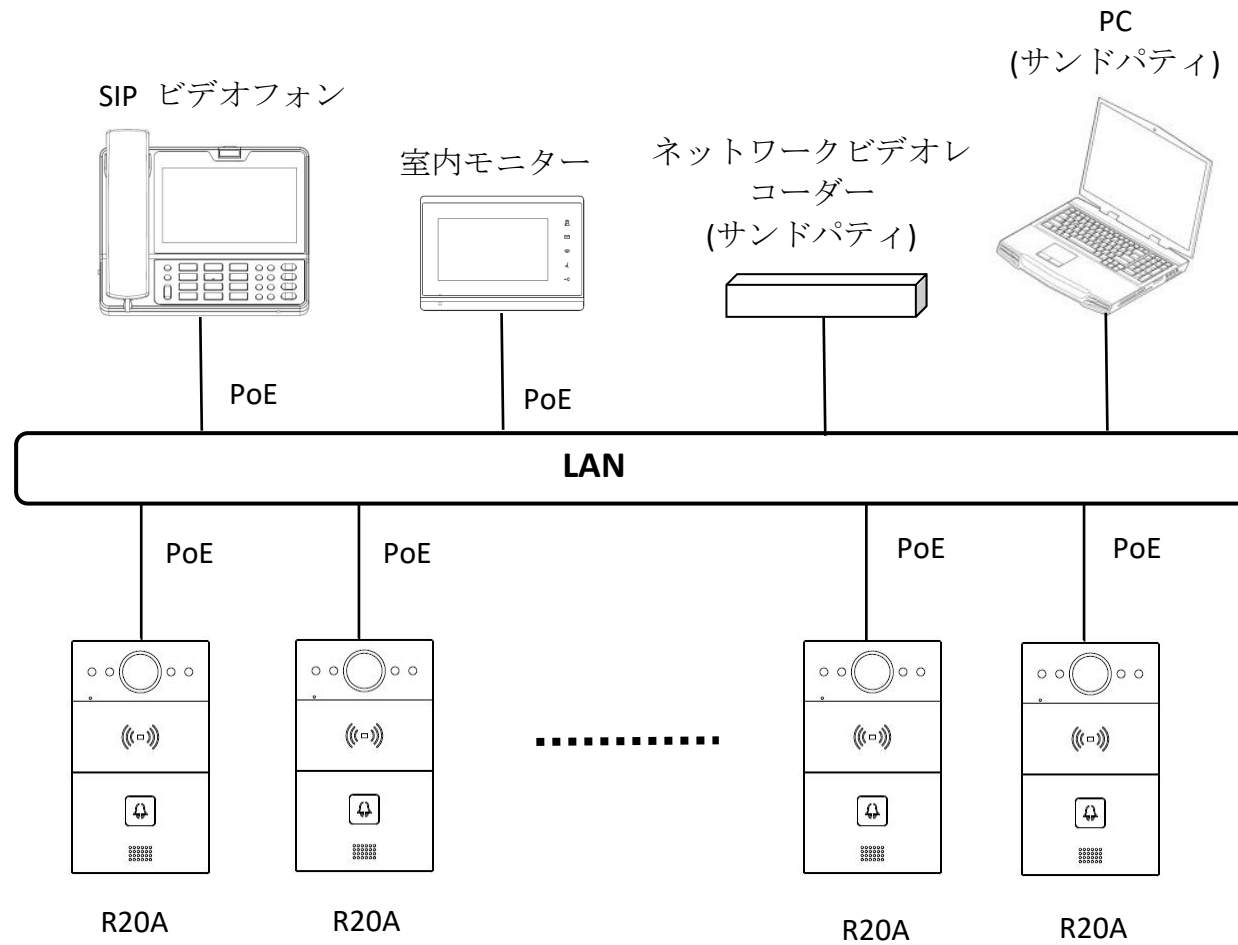 PC
(サンドパティ)
SIP ビデオフォン
室内モニター
ネットワークビデオレ
コーダー
(サンドパティ)
PoE
PoE
LAN
PoE
PoE
PoE
PoE
R20A
R20A
R20A
R20A